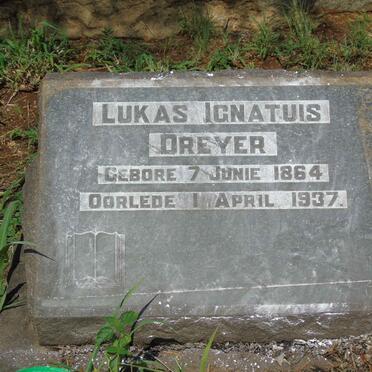 LUKAS IGNATUIS
DREYER
GEBORE 7 JUNIE 1864
OORLEDE 1 APRIL 1937.